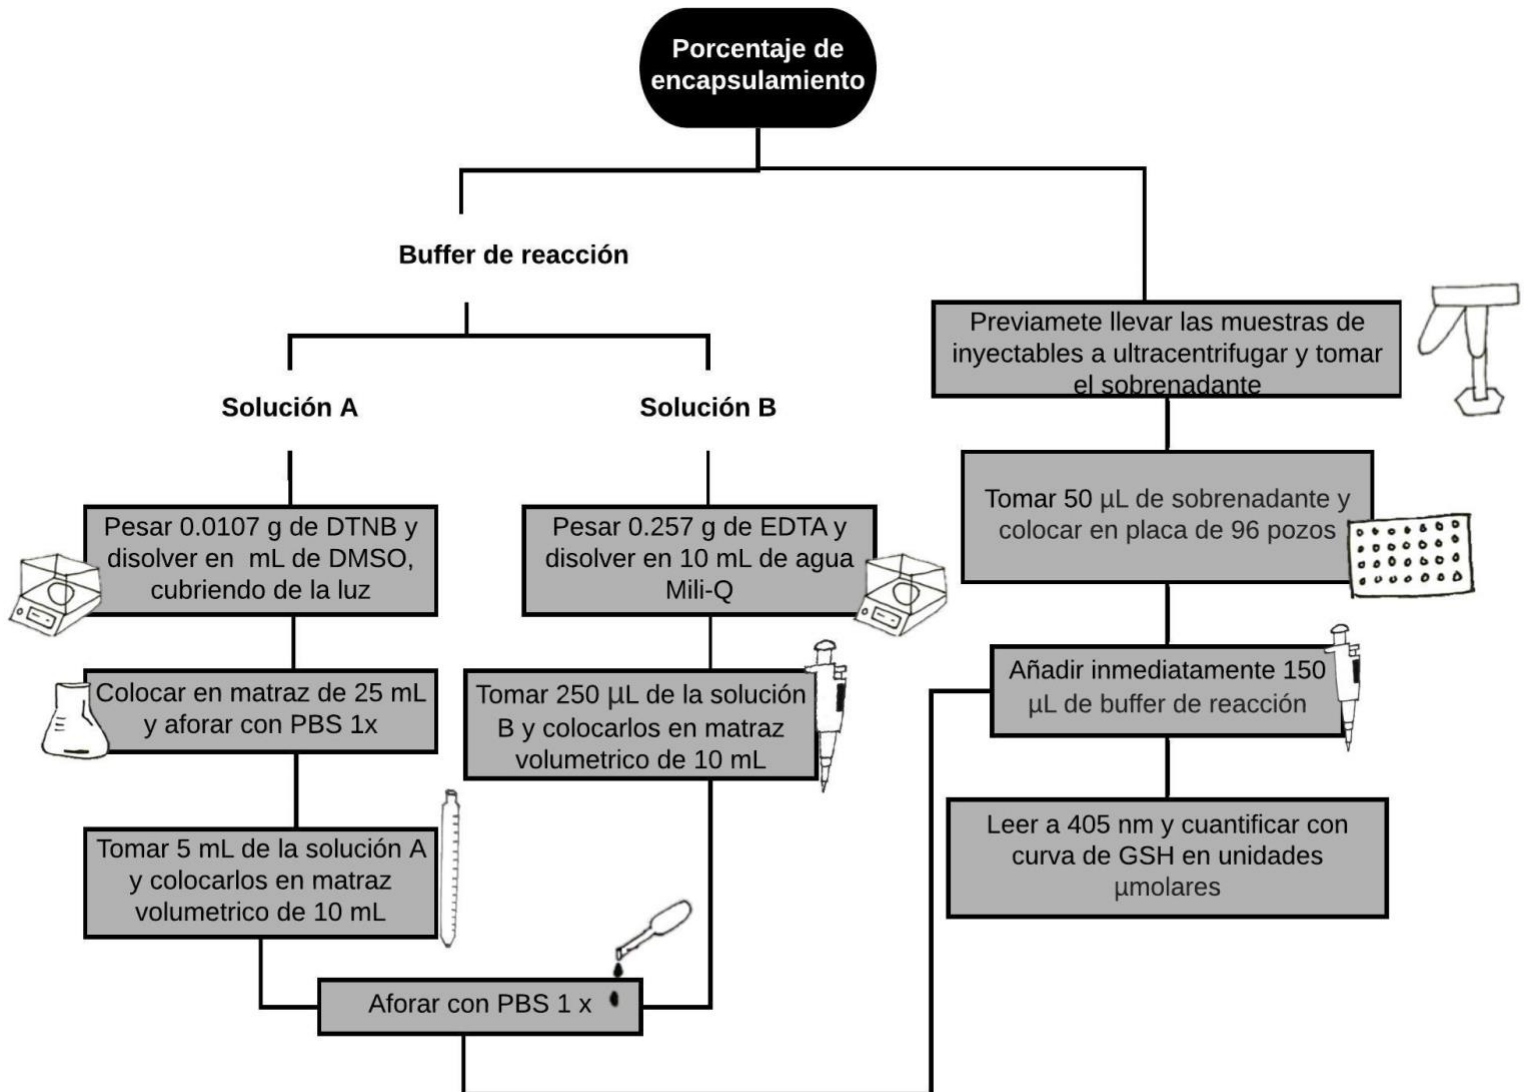 Porcentaje de
encapsulamiento
Buffer de reacción
Solución A
Pesar 0.0107 g de DTNB y
disolver en  mL de DMSO,
cubriendo de la luz
Colocar en matraz de 25 mL
y aforar con PBS 1x
Tomar 5 mL de la solución A
y colocarlos en matraz
volumetrico de 10 mL
Solución B
Pesar 0.257 g de EDTA y
disolver en 10 mL de agua
Mili-Q
Tomar 250 µL de la solución
B y colocarlos en matraz
volumetrico de 10 mL
Aforar con PBS 1 x
Previamete llevar las muestras de
inyectables a ultracentrifugar y tomar
el sobrenadante
Tomar 50 µL de sobrenadante y
colocar en placa de 96 pozos
Añadir inmediatamente 150
µL de buffer de reacción
Leer a 405 nm y cuantificar con
curva de GSH en unidades
µmolares